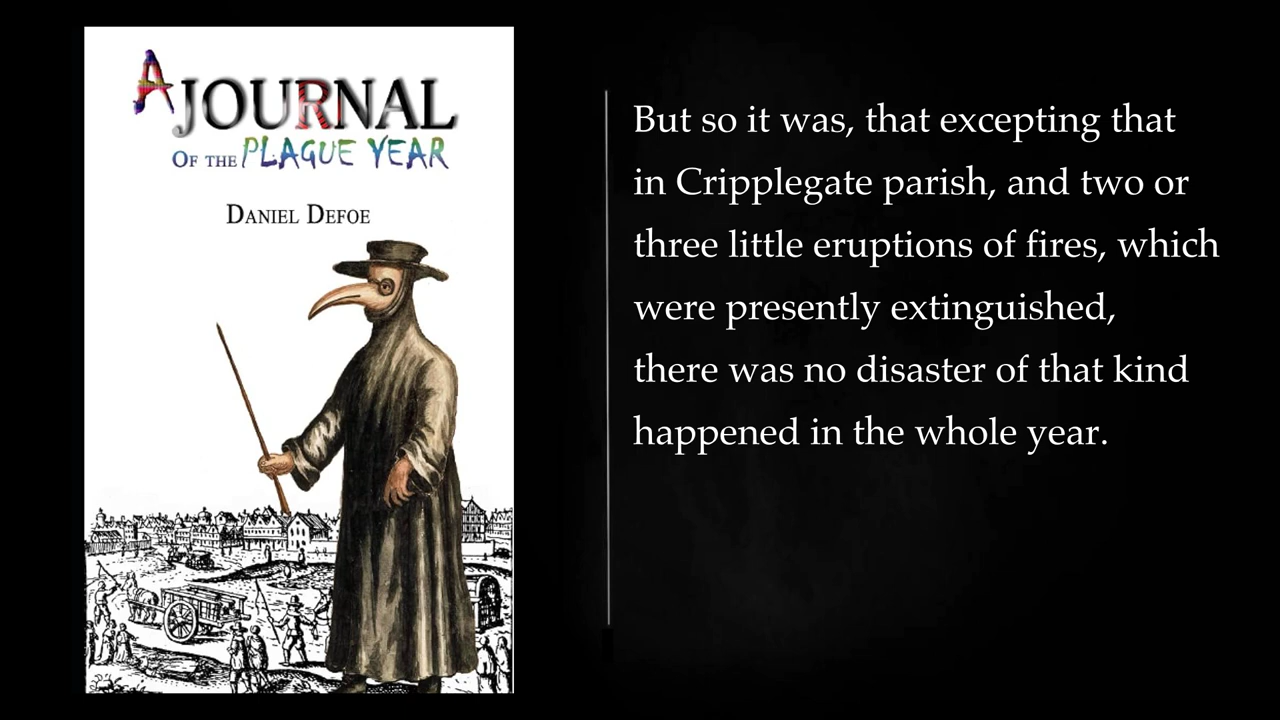 A JOURNAL
OF THE PLAGUE YEAR
DANIEL DEFOE
But so it was, that excepting that
in Cripplegate parish, and two or
three little eruptions of fires, which
were presently extinguished,
there was no disaster of that kind
happened in the whole year.